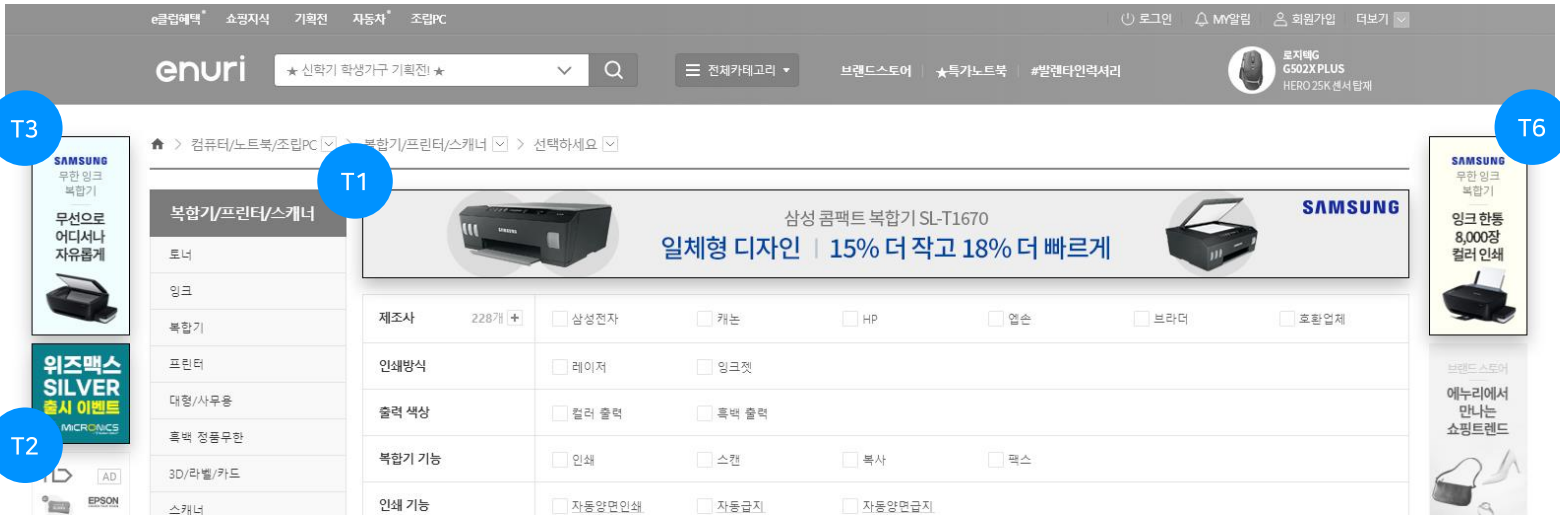 e클럽혜택 쇼핑지식 기획전 자동차 조립PC
로그인 MY알림 회원가입 더보기
enuri
★ 신학기 학생가구 기획전! ★
전체카테고리
브랜드스토어 ★특가노트북 #발렌타인럭셔리
로지텍G
G502X PLUS
HERO 25K 센서 탑재
T3
SAMSUNG
무한 잉크
복합기
무선으로
어디서나
자유롭게
위즈맥스
SILVER
출시 이벤트
MICRONICS
T2
AD
EPSON
> 컴퓨터/노트북/조립PC > 복합기/프린터/스캐너 > 선택하세요
T1
복합기/프린터/스캐너
토너
잉크
복합기
프린터
대형/사무용
흑백 정품무한
3D/라벨/카드
스캐너
SAMSUNG
삼성 콤팩트 복합기 SL-T1670
일체형 디자인 | 15% 더 작고 18% 더 빠르게
SAMSUNG
제조사 228개 + 삼성전자 캐논 HP 엡손 브라더 호환업체
인쇄방식 레이저 잉크젯
출력 색상 컬러 출력 흑백 출력
복합기 기능 인쇄 스캔 복사 팩스
인쇄 기능 자동양면인쇄 자동급지 자동양면급지
T6
SAMSUNG
무한 잉크
복합기
잉크 한통
8,000장
컬러 인쇄
브랜드스토어
에누리에서
만나는
쇼핑트렌드